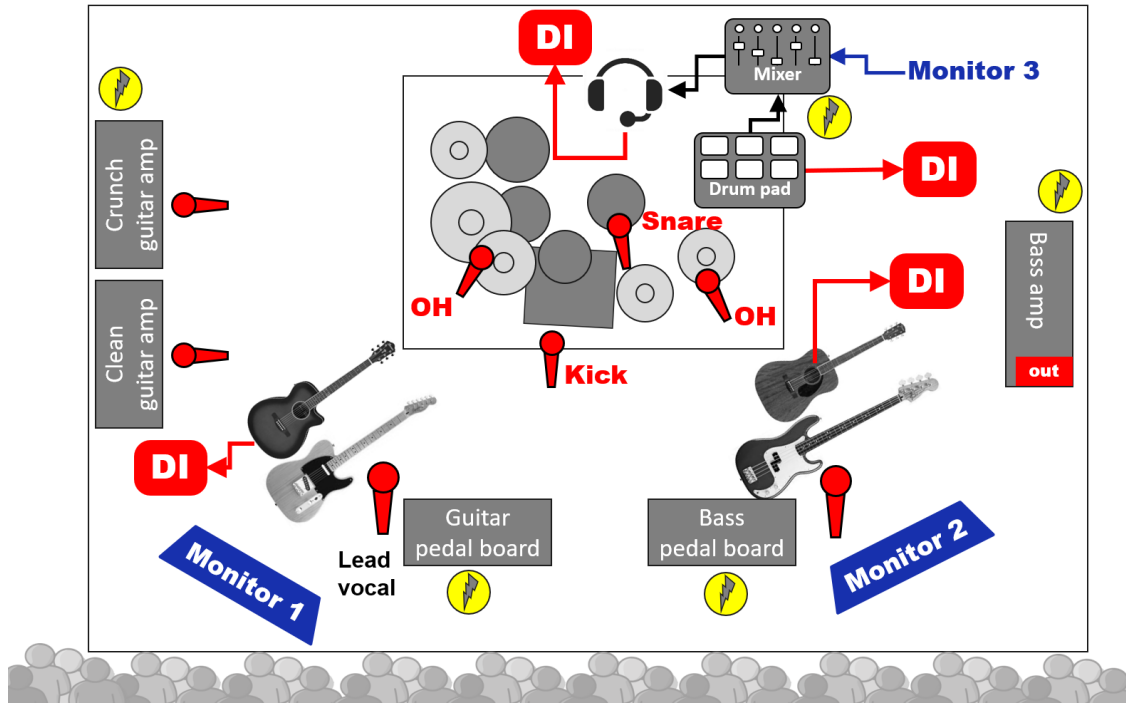 DI
Mixer
Monitor 3
Drum pad
DI
Crunch
guitar amp
Snare
Bass amp
out
OH
OH
DI
Clean
guitar amp
Kick
DI
Lead
vocal
Guitar
pedal board
Bass
pedal board
Monitor 1
Monitor 2